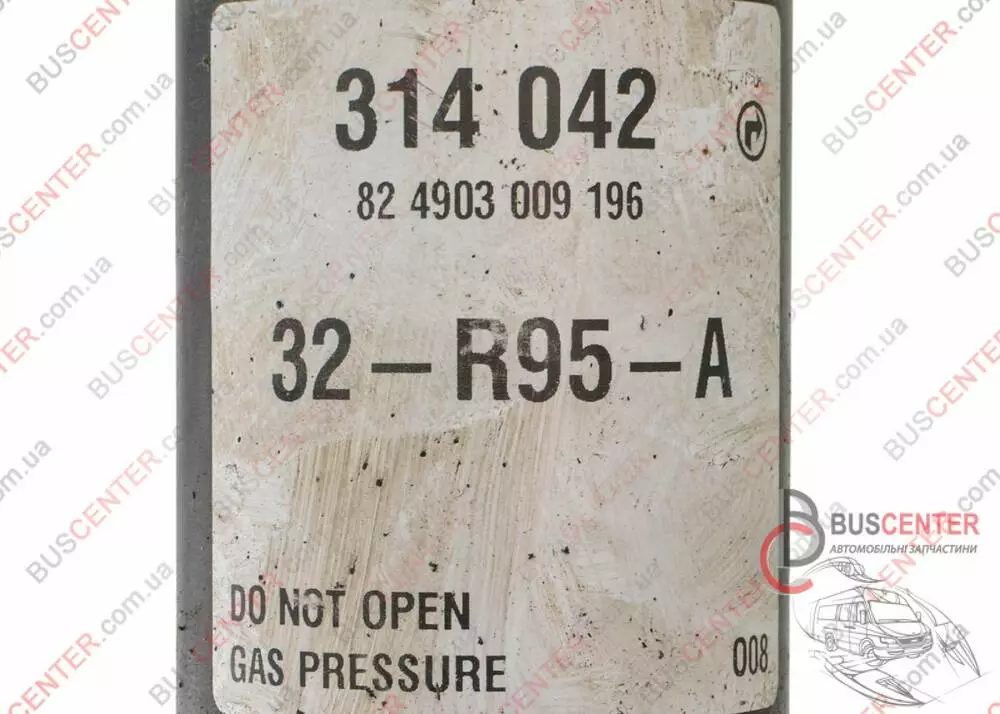 314 042
82 4903 009 196
32-R95-A
DO NOT OPEN
GAS PRESSURE
008
BUSCENTER
АВТОМОБІЛЬНІ ЗАПЧАСТИНИ
BUSCENTER.com.ua